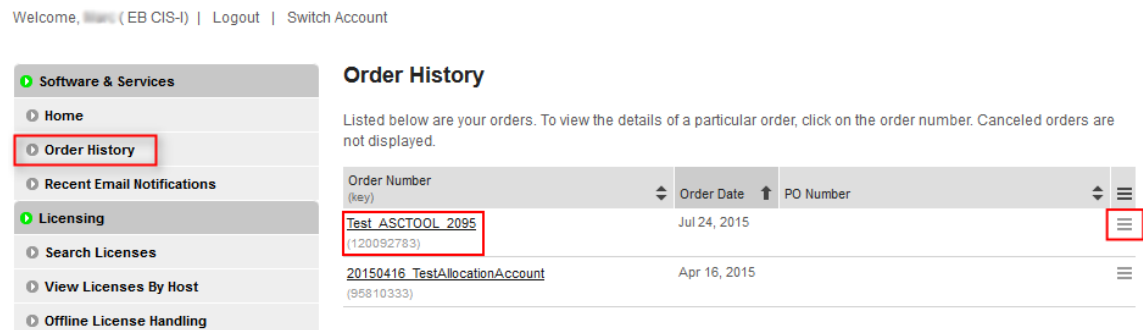 Welcome, ( EB CIS-I) | Logout | Switch Account
Software & Services
Home
Order History
Recent Email Notifications
Licensing
Search Licenses
View Licenses By Host
Offline License Handling
Order History
Listed below are your orders. To view the details of a particular order, click on the order number. Canceled orders are
not displayed.
Order Number
(key)
Order Date
PO Number
Test_ASCTOOL_2095
(120092783)
Jul 24, 2015
20150416_TestAllocationAccount
(95810333)
Apr 16, 2015